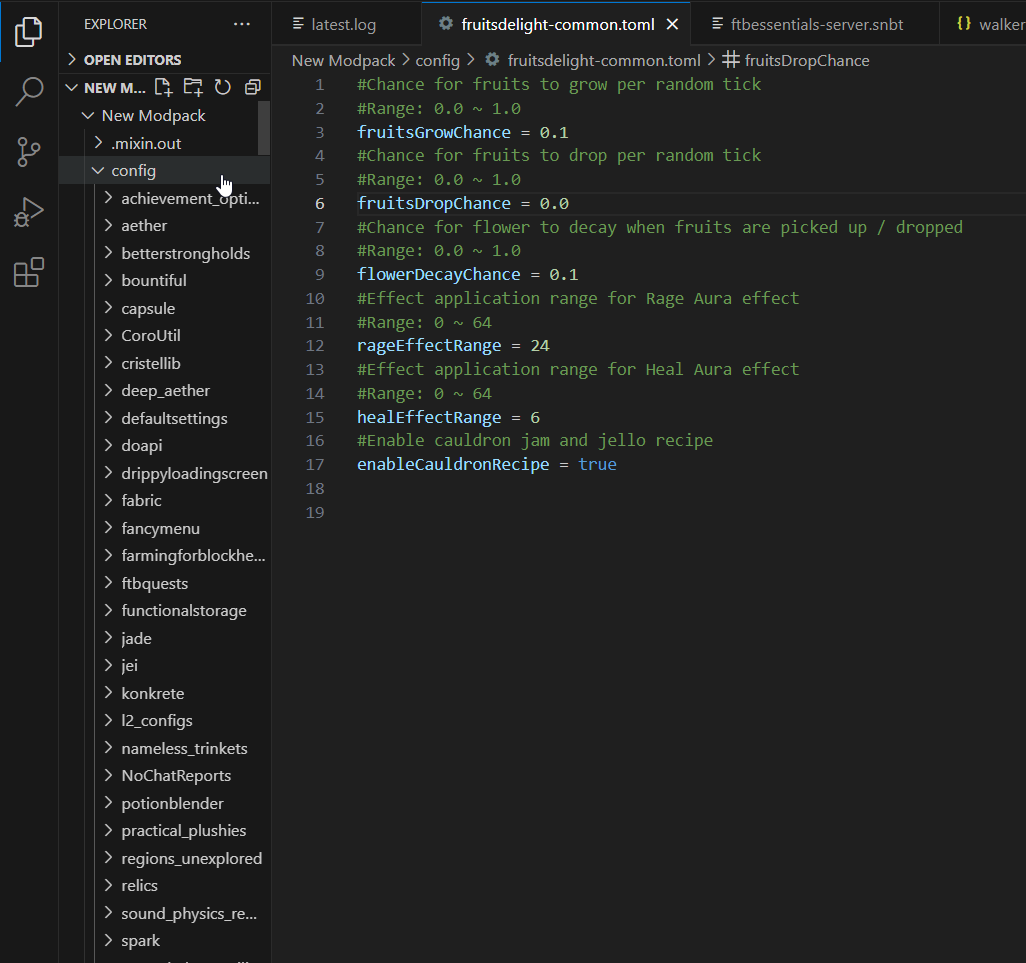 EXPLORER
OPEN EDITORS
NEW M...
New Modpack
.mixin.out
config
achievement_opti...
aether
betterstrongholds
bountiful
capsule
CoroUtil
cristellib
deep_aether
defaultsettings
doapi
drippyloadingscreen
fabric
fancymenu
farmingforblockhe...
ftbquests
functionalstorage
jade
jei
konkrete
l2_configs
nameless_trinkets
NoChatReports
potionblender
practical_plushies
regions_unexplored
relics
sound_physics_re...
spark
latest.log
fruitsdelight-common.toml
ftbessentials-server.snbt
{} walker
New Modpack > config > fruitsdelight-common.toml > fruitsDropChance
1 #Chance for fruits to grow per random tick
2 #Range: 0.0 ~ 1.0
3 fruitsGrowChance = 0.1
4 #Chance for fruits to drop per random tick
5 #Range: 0.0 ~ 1.0
6 fruitsDropChance = 0.0
7 #Chance for flower to decay when fruits are picked up / dropped
8 #Range: 0.0 ~ 1.0
9 flowerDecayChance = 0.1
10 #Effect application range for Rage Aura effect
11 #Range: 0 ~ 64
12 rageEffectRange = 24
13 #Effect application range for Heal Aura effect
14 #Range: 0 ~ 64
15 healEffectRange = 6
16 #Enable cauldron jam and jello recipe
17 enableCauldronRecipe = true
18
19